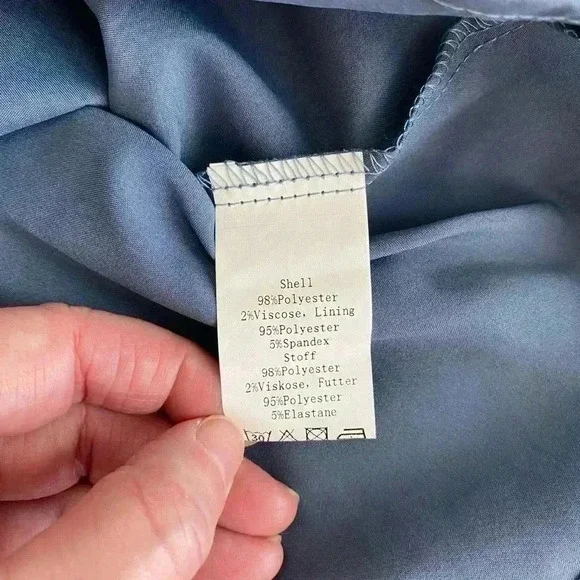 Shell
98%Polyester
2%Viscose, Lining
95%Polyester
5%Spandex
Stoff
98%Polyester
2%Viskose, Futter
95%Polyester
5%Elastane
30